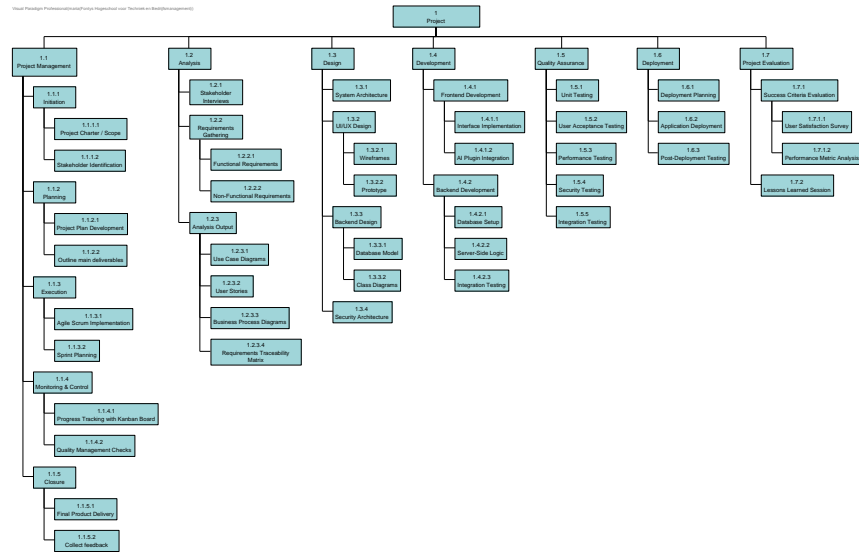 Visual Paradigm Professional(maria(Fontys Hogeschool voor Techniek en Bedrijfsmanagement))
1
Project
1.1
Project Management
1.1.1
Initiation
1.1.1.1
Project Charter / Scope
1.1.1.2
Stakeholder Identification
1.1.2
Planning
1.1.2.1
Project Plan Development
1.1.2.2
Outline main deliverables
1.1.3
Execution
1.1.3.1
Agile Scrum Implementation
1.1.3.2
Sprint Planning
1.1.4
Monitoring & Control
1.1.4.1
Progress Tracking with Kanban Board
1.1.4.2
Quality Management Checks
1.1.5
Closure
1.1.5.1
Final Product Delivery
1.1.5.2
Collect feedback
1.2
Analysis
1.2.1
Stakeholder
Interviews
1.2.2
Requirements
Gathering
1.2.2.1
Functional Requirements
1.2.2.2
Non-Functional Requirements
1.2.3
Analysis Output
1.2.3.1
Use Case Diagrams
1.2.3.2
User Stories
1.2.3.3
Business Process Diagrams
1.2.3.4
Requirements Traceability
Matrix
1.3
Design
1.3.1
System Architecture
1.3.2
UI/UX Design
1.3.2.1
Wireframes
1.3.2.2
Prototype
1.3.3
Backend Design
1.3.3.1
Database Model
1.3.3.2
Class Diagrams
1.3.4
Security Architecture
1.4
Development
1.4.1
Frontend Development
1.4.1.1
Interface Implementation
1.4.1.2
AI Plugin Integration
1.4.2
Backend Development
1.4.2.1
Database Setup
1.4.2.2
Server-Side Logic
1.4.2.3
Integration Testing
1.5
Quality Assurance
1.5.1
Unit Testing
1.5.2
User Acceptance Testing
1.5.3
Performance Testing
1.5.4
Security Testing
1.5.5
Integration Testing
1.6
Deployment
1.6.1
Deployment Planning
1.6.2
Application Deployment
1.6.3
Post-Deployment Testing
1.7
Project Evaluation
1.7.1
Success Criteria Evaluation
1.7.1.1
User Satisfaction Survey
1.7.1.2
Performance Metric Analysis
1.7.2
Lessons Learned Session